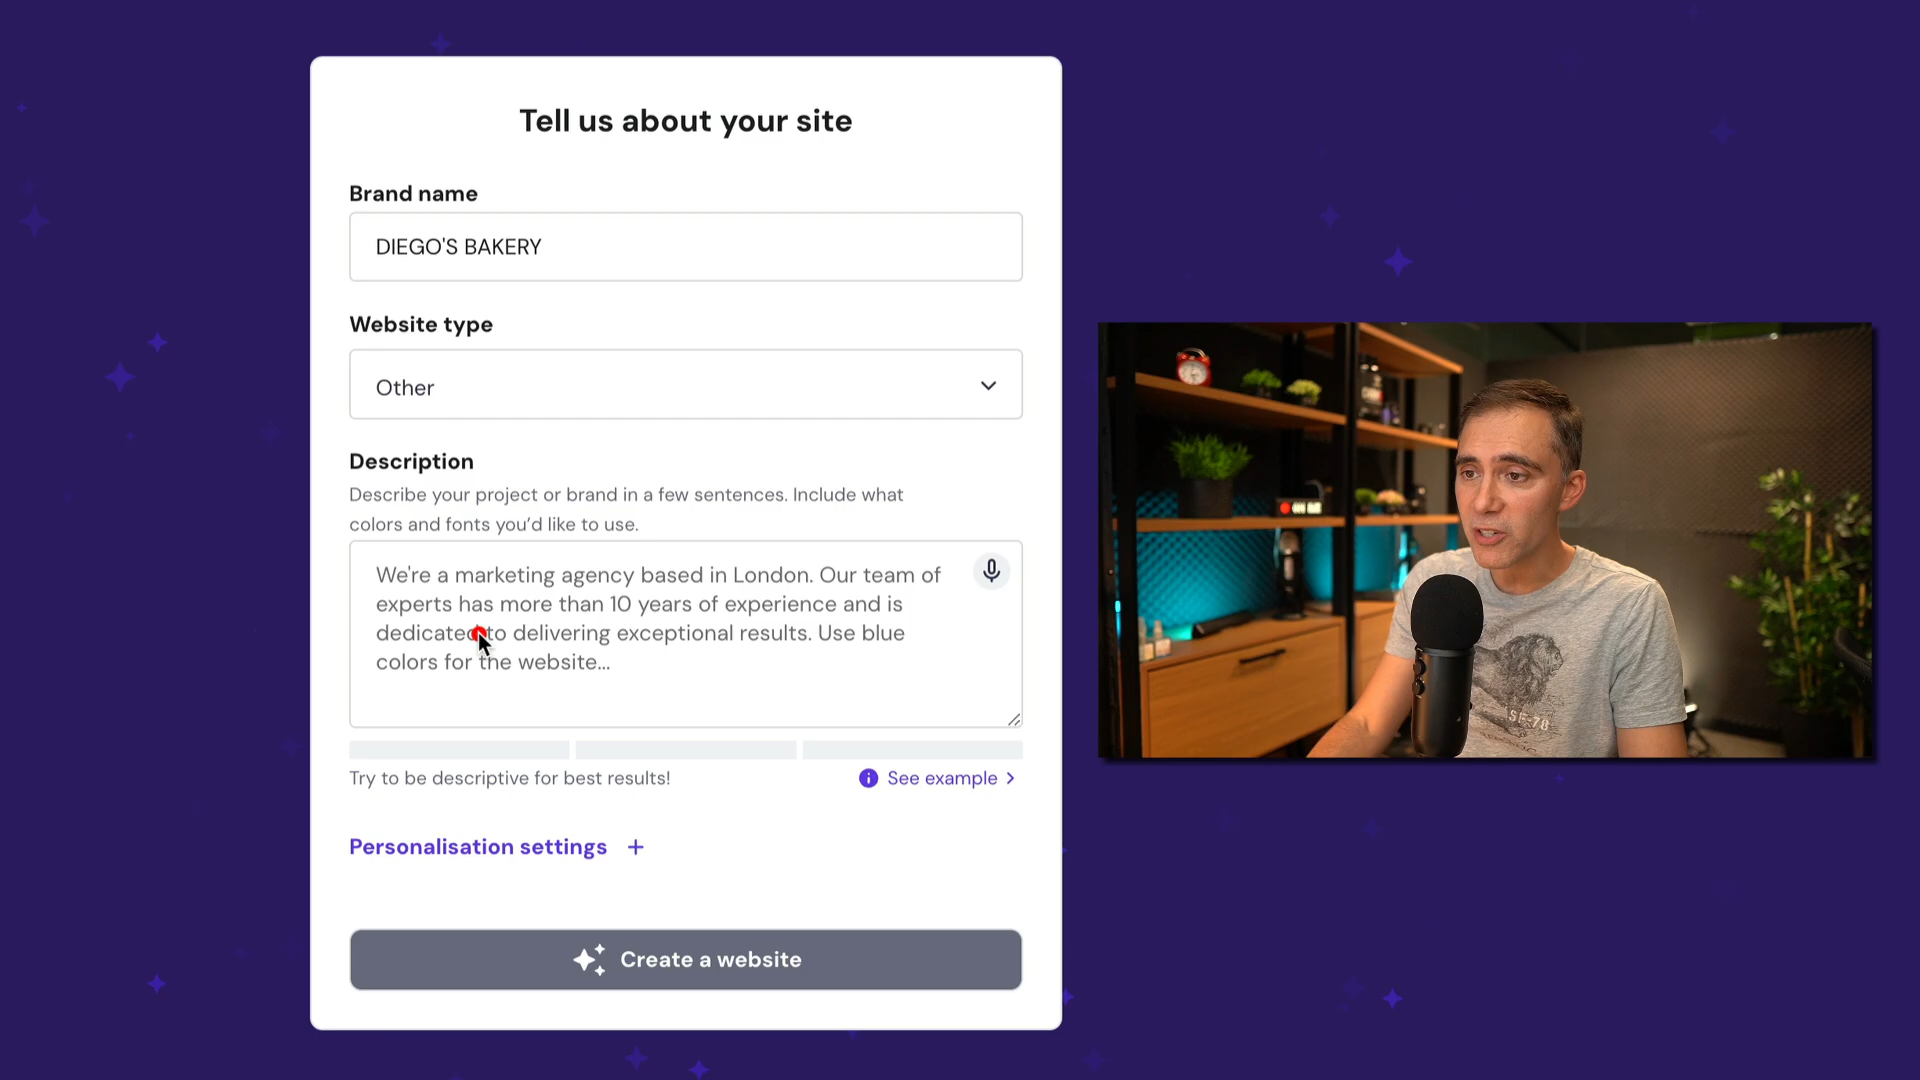 Tell us about your site
Brand name
DIEGO'S BAKERY
Website type
Other
Description
Describe your project or brand in a few sentences. Include what
colors and fonts you’d like to use.
We're a marketing agency based in London. Our team of
experts has more than 10 years of experience and is
dedicated to delivering exceptional results. Use blue
colors for the website...
Try to be descriptive for best results!
See example
Personalisation settings
Create a website